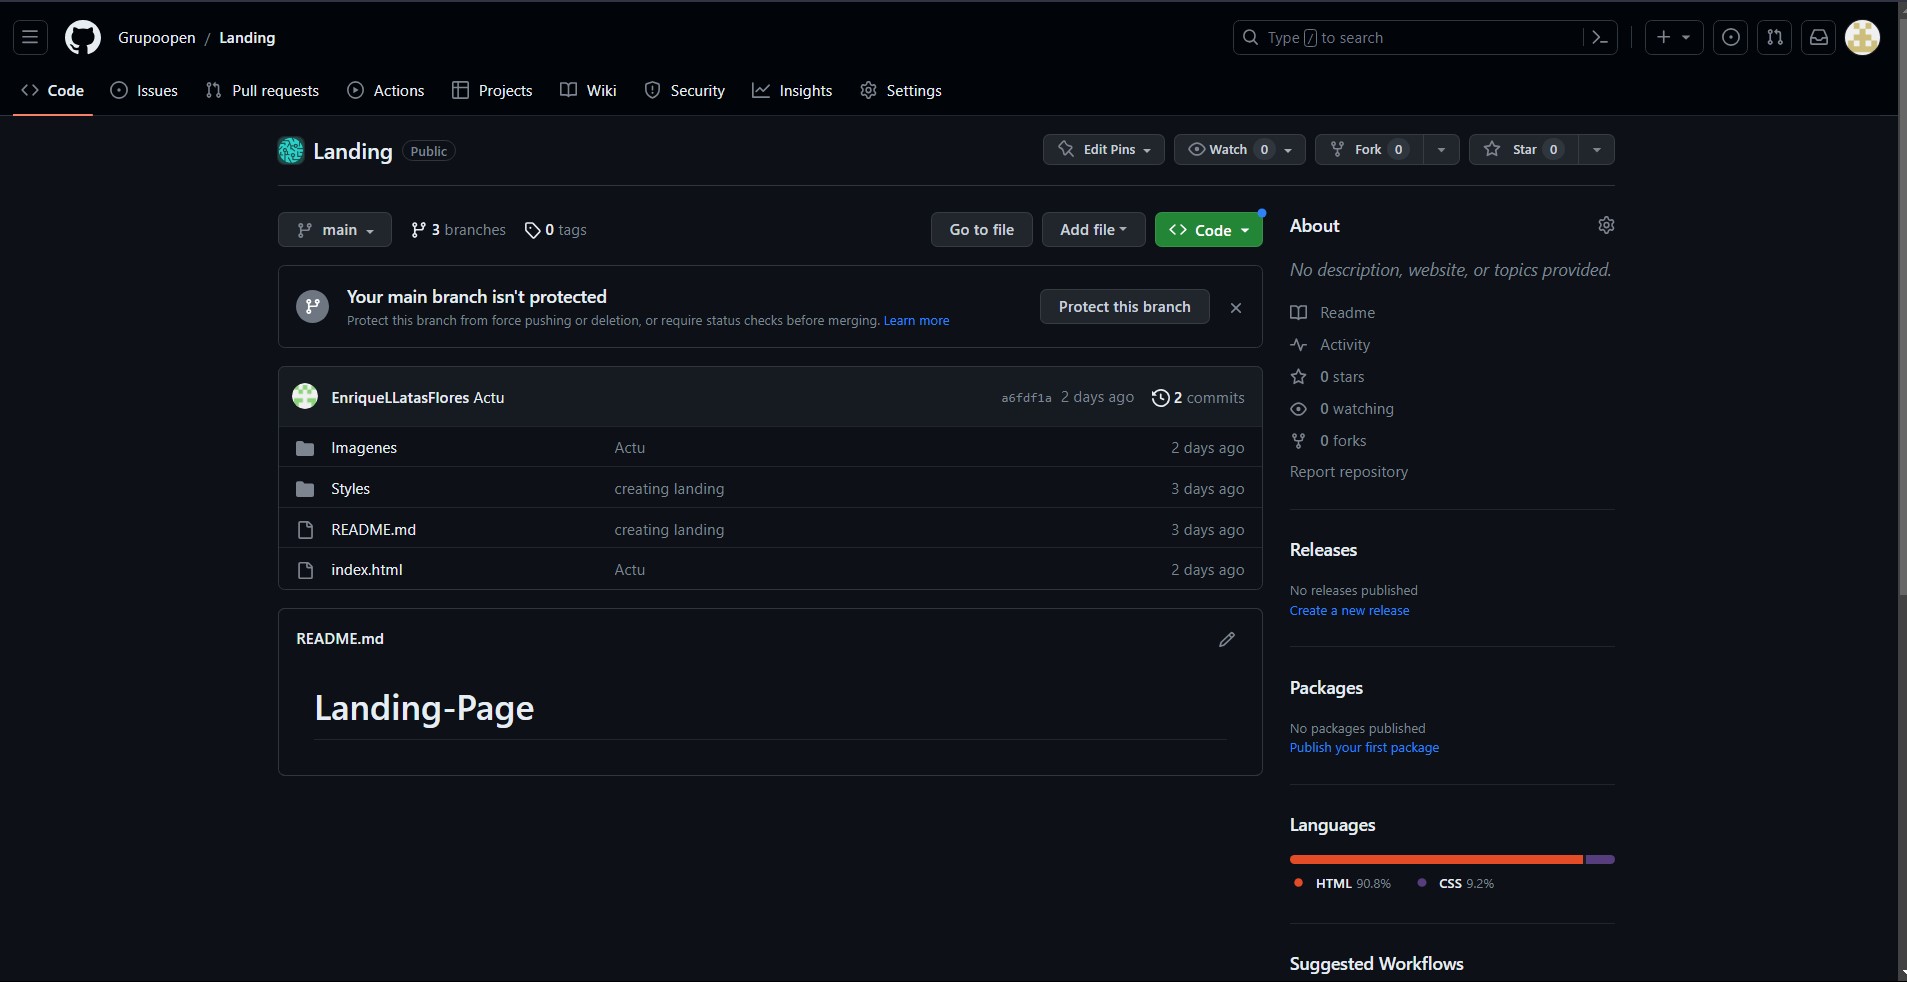 Grupoopen / Landing
Type / to search
Code Issues Pull requests Actions Projects Wiki Security Insights Settings
Landing Public
Edit Pins Watch 0 Fork 0 Star 0
main 3 branches 0 tags
Go to file Add file Code
Your main branch isn't protected
Protect this branch from force pushing or deletion, or require status checks before merging. Learn more
Protect this branch
EnriqueLLatasFlores Actu a6fdf1a 2 days ago 2 commits
Imagenes Actu 2 days ago
Styles creating landing 3 days ago
README.md creating landing 3 days ago
index.html Actu 2 days ago
README.md
Landing-Page
About
No description, website, or topics provided.
Readme
Activity
0 stars
0 watching
0 forks
Report repository
Releases
No releases published
Create a new release
Packages
No packages published
Publish your first package
Languages
HTML 90.8% CSS 9.2%
Suggested Workflows